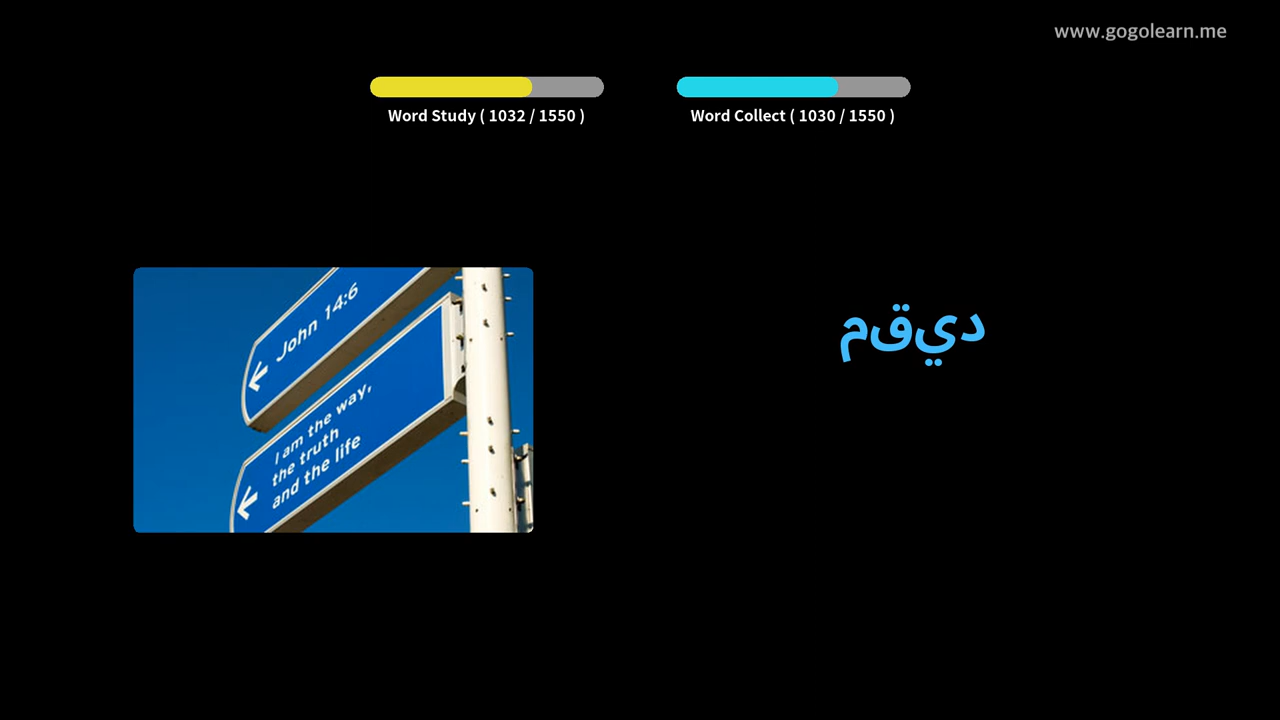 www.gogolearn.me
Word Study ( 1032 / 1550 )
Word Collect ( 1030 / 1550 )
John 14:6
I am the way,
the truth
and the life
ديقم